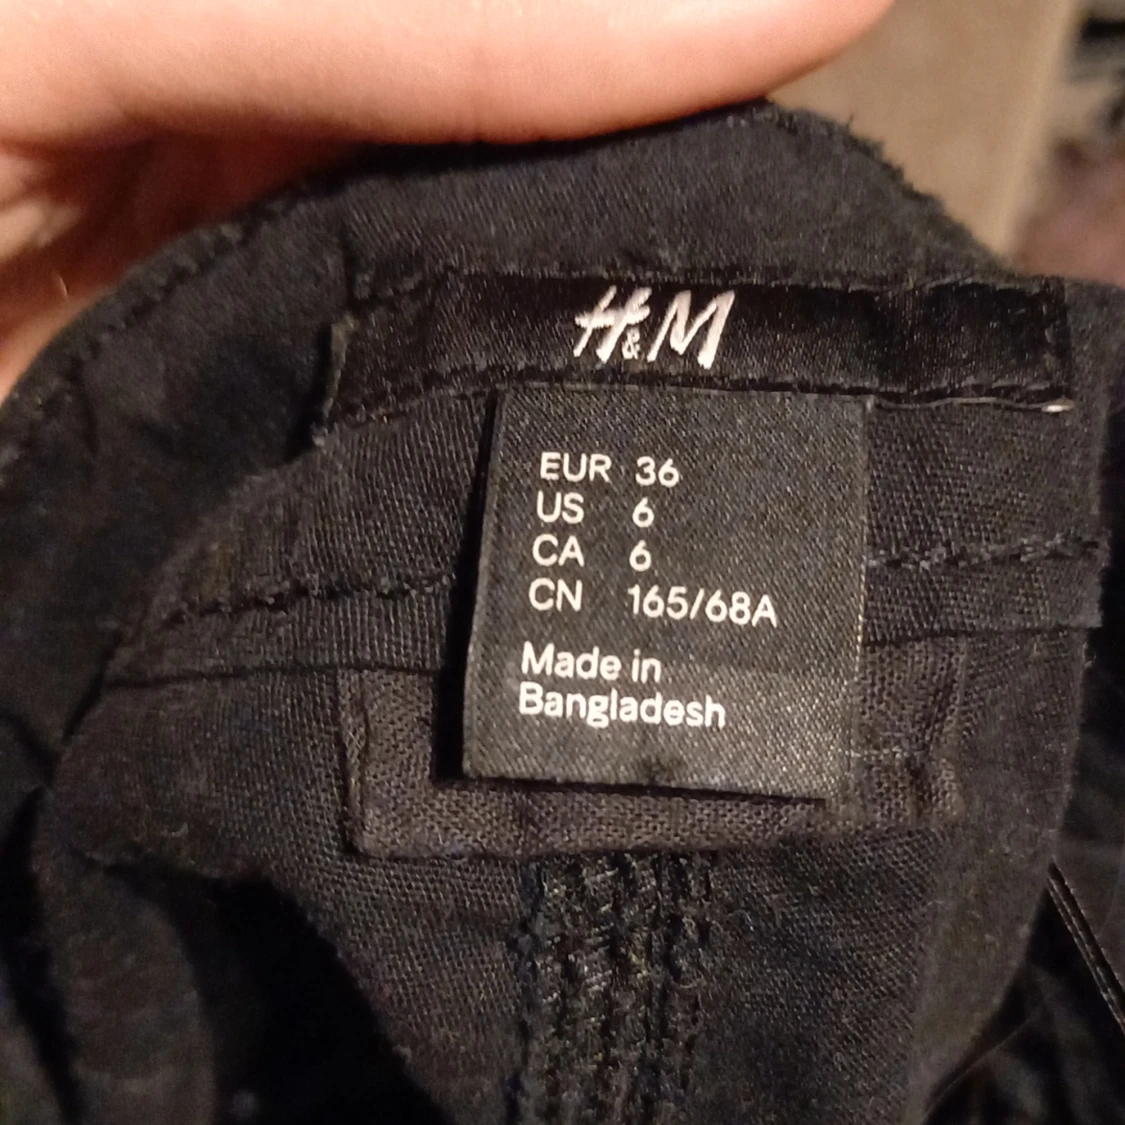 H&M
EUR 36
US 6
CA 6
CN 165/68A
Made in
Bangladesh